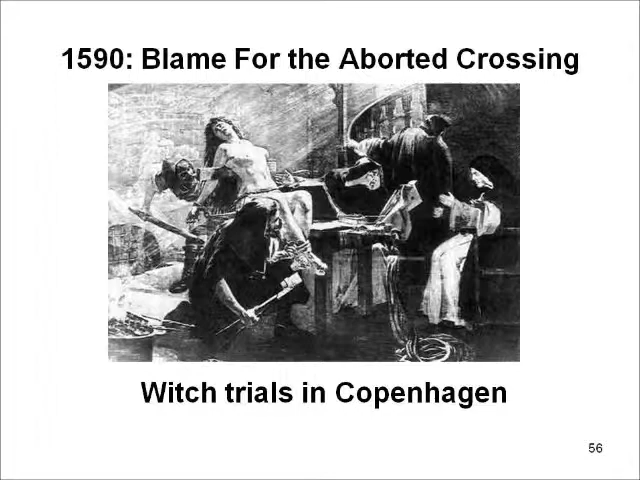 1590: Blame For the Aborted Crossing
Witch trials in Copenhagen
56